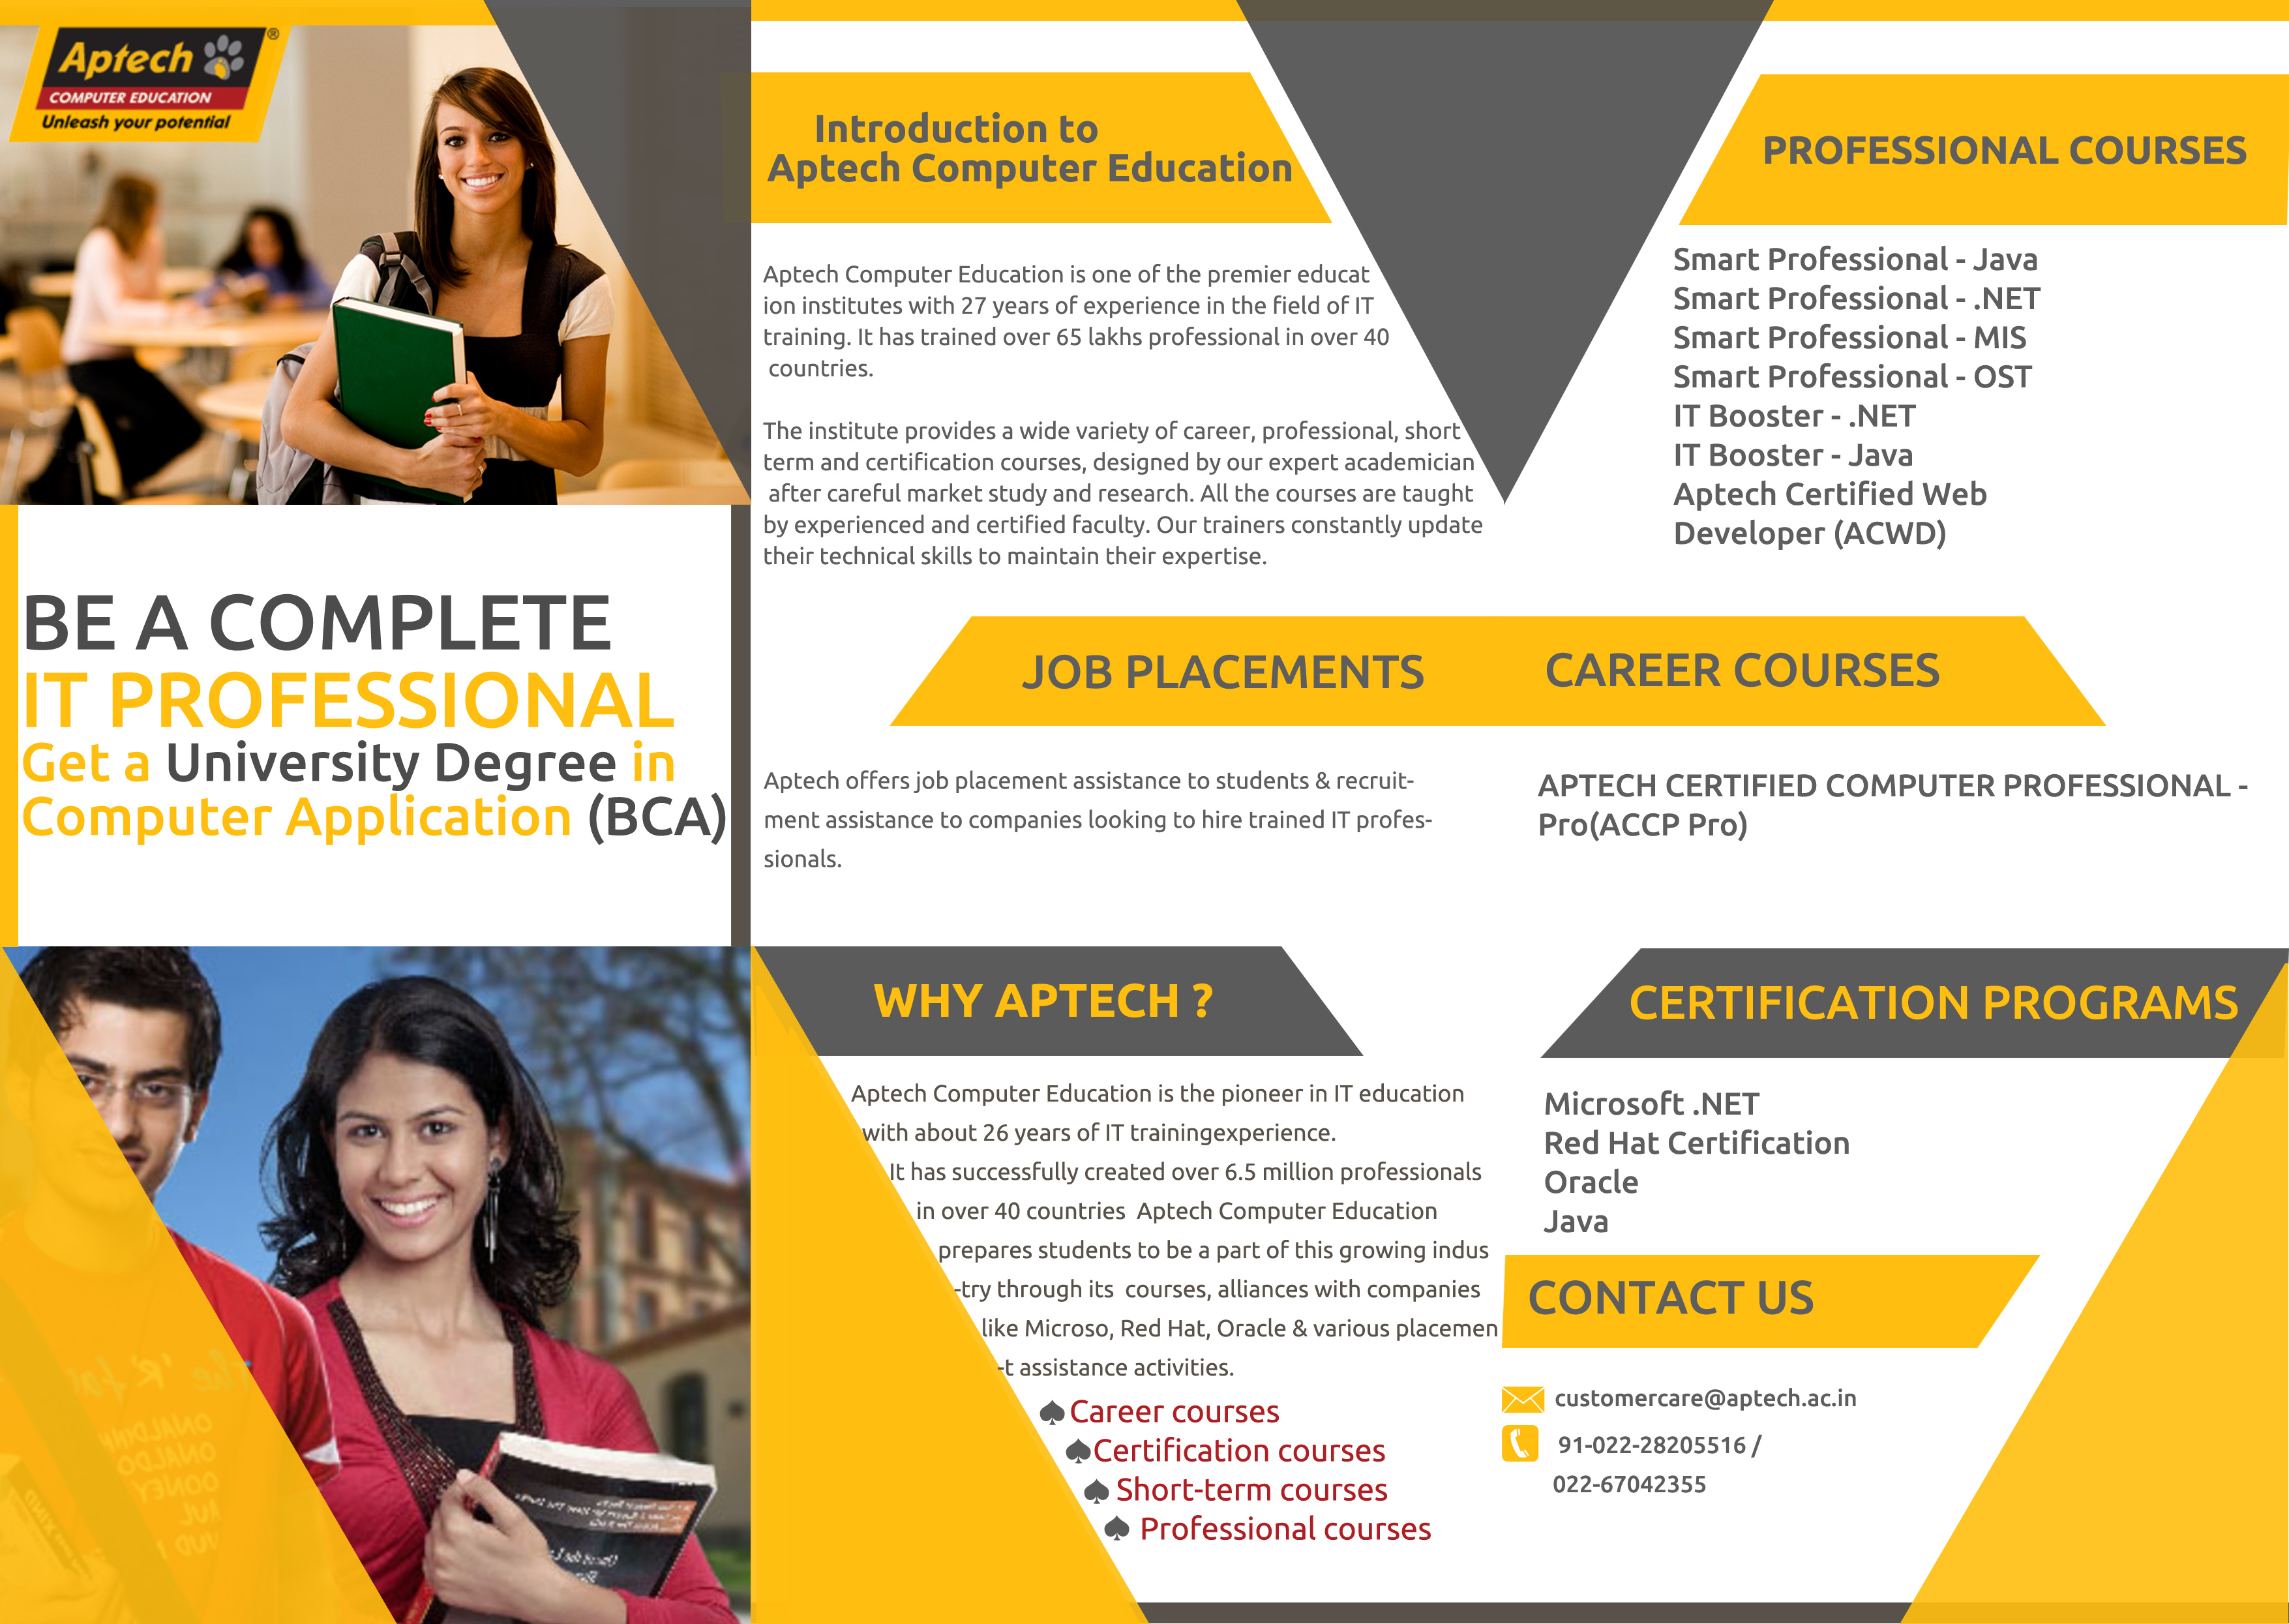 Aptech ®
COMPUTER EDUCATION
Unleash your potential
BE A COMPLETE
IT PROFESSIONAL
Get a University Degree in
Computer Application (BCA)
Introduction to
Aptech Computer Education
Aptech Computer Education is one of the premier educat
ion institutes with 27 years of experience in the field of IT
training. It has trained over 65 lakhs professional in over 40
countries.
The institute provides a wide variety of career, professional, short
term and certification courses, designed by our expert academician
after careful market study and research. All the courses are taught
by experienced and certified faculty. Our trainers constantly update
their technical skills to maintain their expertise.
PROFESSIONAL COURSES
Smart Professional - Java
Smart Professional - .NET
Smart Professional - MIS
Smart Professional - OST
IT Booster - .NET
IT Booster - Java
Aptech Certified Web
Developer (ACWD)
JOB PLACEMENTS
Aptech offers job placement assistance to students & recruit-
ment assistance to companies looking to hire trained IT profes-
sionals.
CAREER COURSES
APTECH CERTIFIED COMPUTER PROFESSIONAL -
Pro(ACCP Pro)
WHY APTECH ?
Aptech Computer Education is the pioneer in IT education
with about 26 years of IT trainingexperience.
It has successfully created over 6.5 million professionals
in over 40 countries Aptech Computer Education
prepares students to be a part of this growing indus
-try through its courses, alliances with companies
like Microso, Red Hat, Oracle & various placemen
-t assistance activities.
♠ Career courses
♠ Certification courses
♠ Short-term courses
♠ Professional courses
CERTIFICATION PROGRAMS
Microsoft .NET
Red Hat Certification
Oracle
Java
CONTACT US
customercare@aptech.ac.in
91-022-28205516 /
022-67042355